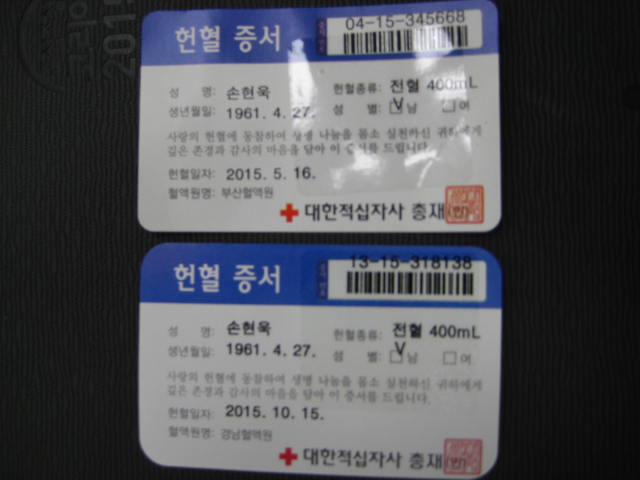 헌혈 증서
04-15-345668
성 명: 손현욱 헌혈종류: 전혈 400mL
생년월일: 1961. 4. 27. 성 별: V 남 여
사랑의 헌혈에 동참하여 생명 나눔을 몸소 실천하신 귀하에게
깊은 존경과 감사의 마음을 담아 이 증서를 드립니다.
헌혈일자: 2015. 5. 16.
혈액원명: 부산혈액원
대한적십자사 총재 (인)
헌혈 증서
13-15-318138
성 명: 손현욱 헌혈종류: 전혈 400mL
생년월일: 1961. 4. 27. 성 별: V 남 여
사랑의 헌혈에 동참하여 생명 나눔을 몸소 실천하신 귀하에게
깊은 존경과 감사의 마음을 담아 이 증서를 드립니다.
헌혈일자: 2015. 10. 15.
혈액원명: 경남혈액원
대한적십자사 총재 (인)